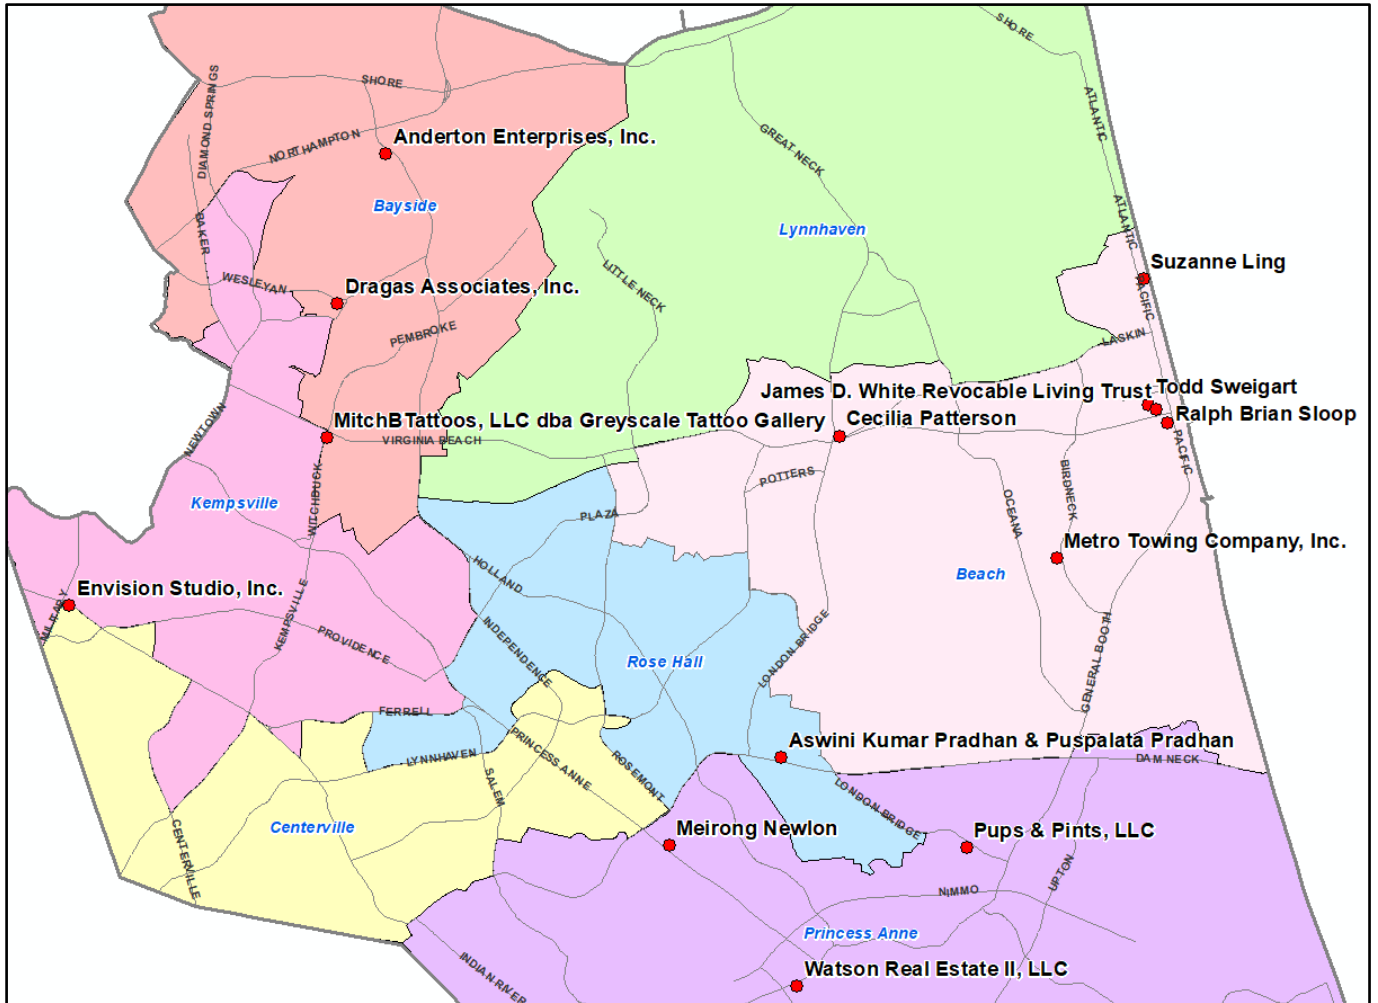 SHORE
SHORE
DIAMOND SPRINGS
ATLANTIC
NORTHAMPTON
Anderton Enterprises, Inc.
GREAT NECK
Bayside
BAKER
Lynnhaven
ATLANTIC
Suzanne Ling
WESLEYAN
Dragas Associates, Inc.
LITTLE NECK
PACIFIC
PEMBROKE
LASKIN
James D. White Revocable Living Trust
Todd Sweigart
MitchBTattoos, LLC dba Greyscale Tattoo Gallery
Cecilia Patterson
Ralph Brian Sloop
NEWTOWN
VIRGINIA BEACH
PACIFIC
POTTERS
BIRDNECK
Kempsville
WITCHDUCK
PLAZA
OCEANA
Metro Towing Company, Inc.
HOLLAND
Beach
Envision Studio, Inc.
MILITARY
KEMPSVILLE
PROVIDENCE
INDEPENDENCE
Rose Hall
LONDON BRIDGE
GENERAL BOOTH
FERRELL
Aswini Kumar Pradhan & Puspalata Pradhan
LYNNHAVEN
PRINCESS ANNE
ROSEMONT
DAM NECK
SALEM
LONDON BRIDGE
Centerville
Meirong Newlon
Pups & Pints, LLC
CENTERVILLE
UPTON
NIMMO
Princess Anne
INDIAN RIVER
Watson Real Estate II, LLC